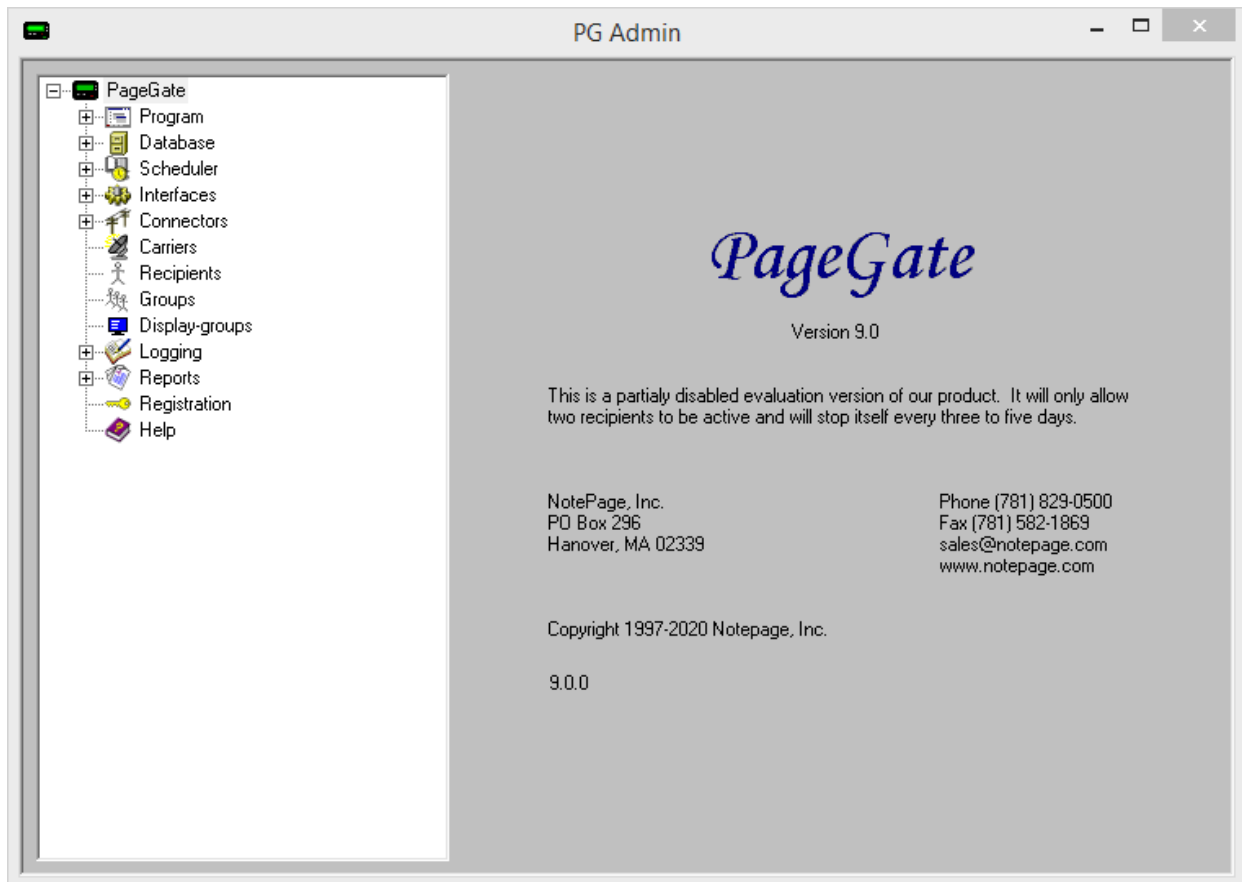 PG Admin
PageGate
Program
Database
Scheduler
Interfaces
Connectors
Carriers
Recipients
Groups
Display-groups
Logging
Reports
Registration
Help
PageGate
Version 9.0
This is a partialy disabled evaluation version of our product. It will only allow
two recipients to be active and will stop itself every three to five days.
NotePage, Inc.
PO Box 296
Hanover, MA 02339
Phone (781) 829-0500
Fax (781) 582-1869
sales@notepage.com
www.notepage.com
Copyright 1997-2020 Notepage, Inc.
9.0.0